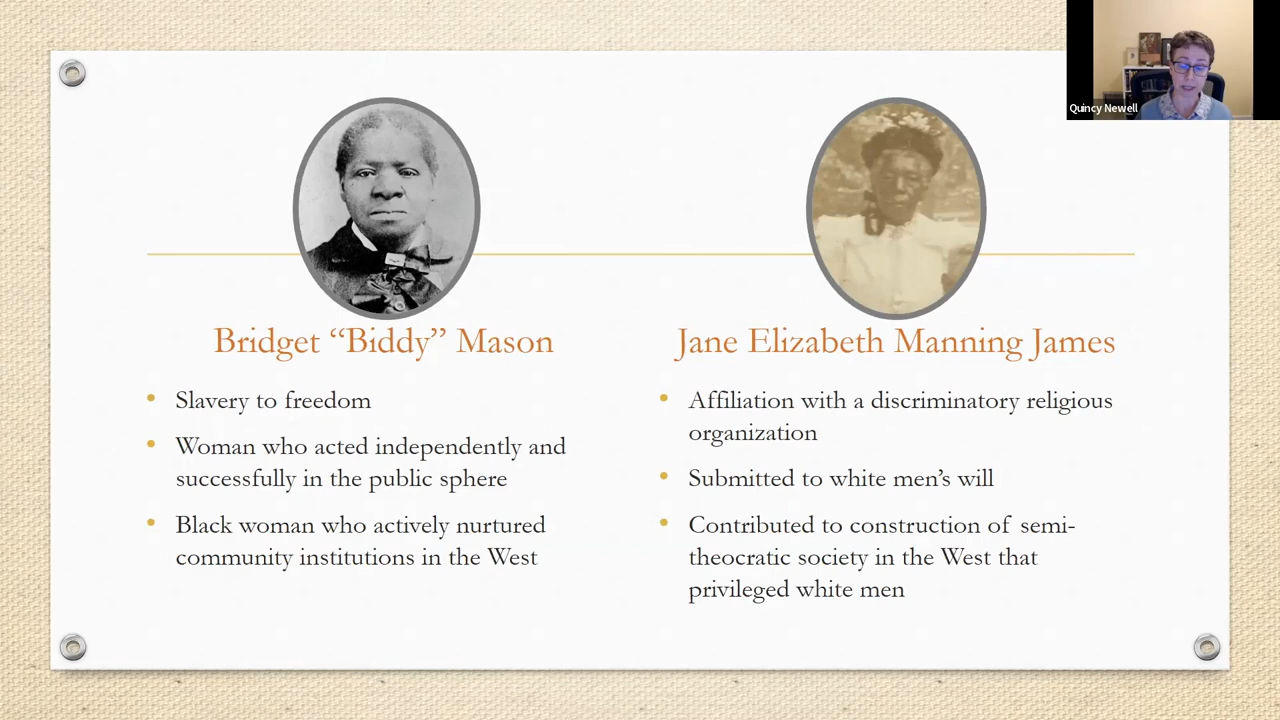 Quincy Newell
Bridget “Biddy” Mason
• Slavery to freedom
• Woman who acted independently and
successfully in the public sphere
• Black woman who actively nurtured
community institutions in the West
Jane Elizabeth Manning James
• Affiliation with a discriminatory religious
organization
• Submitted to white men’s will
• Contributed to construction of semi-
theocratic society in the West that
privileged white men